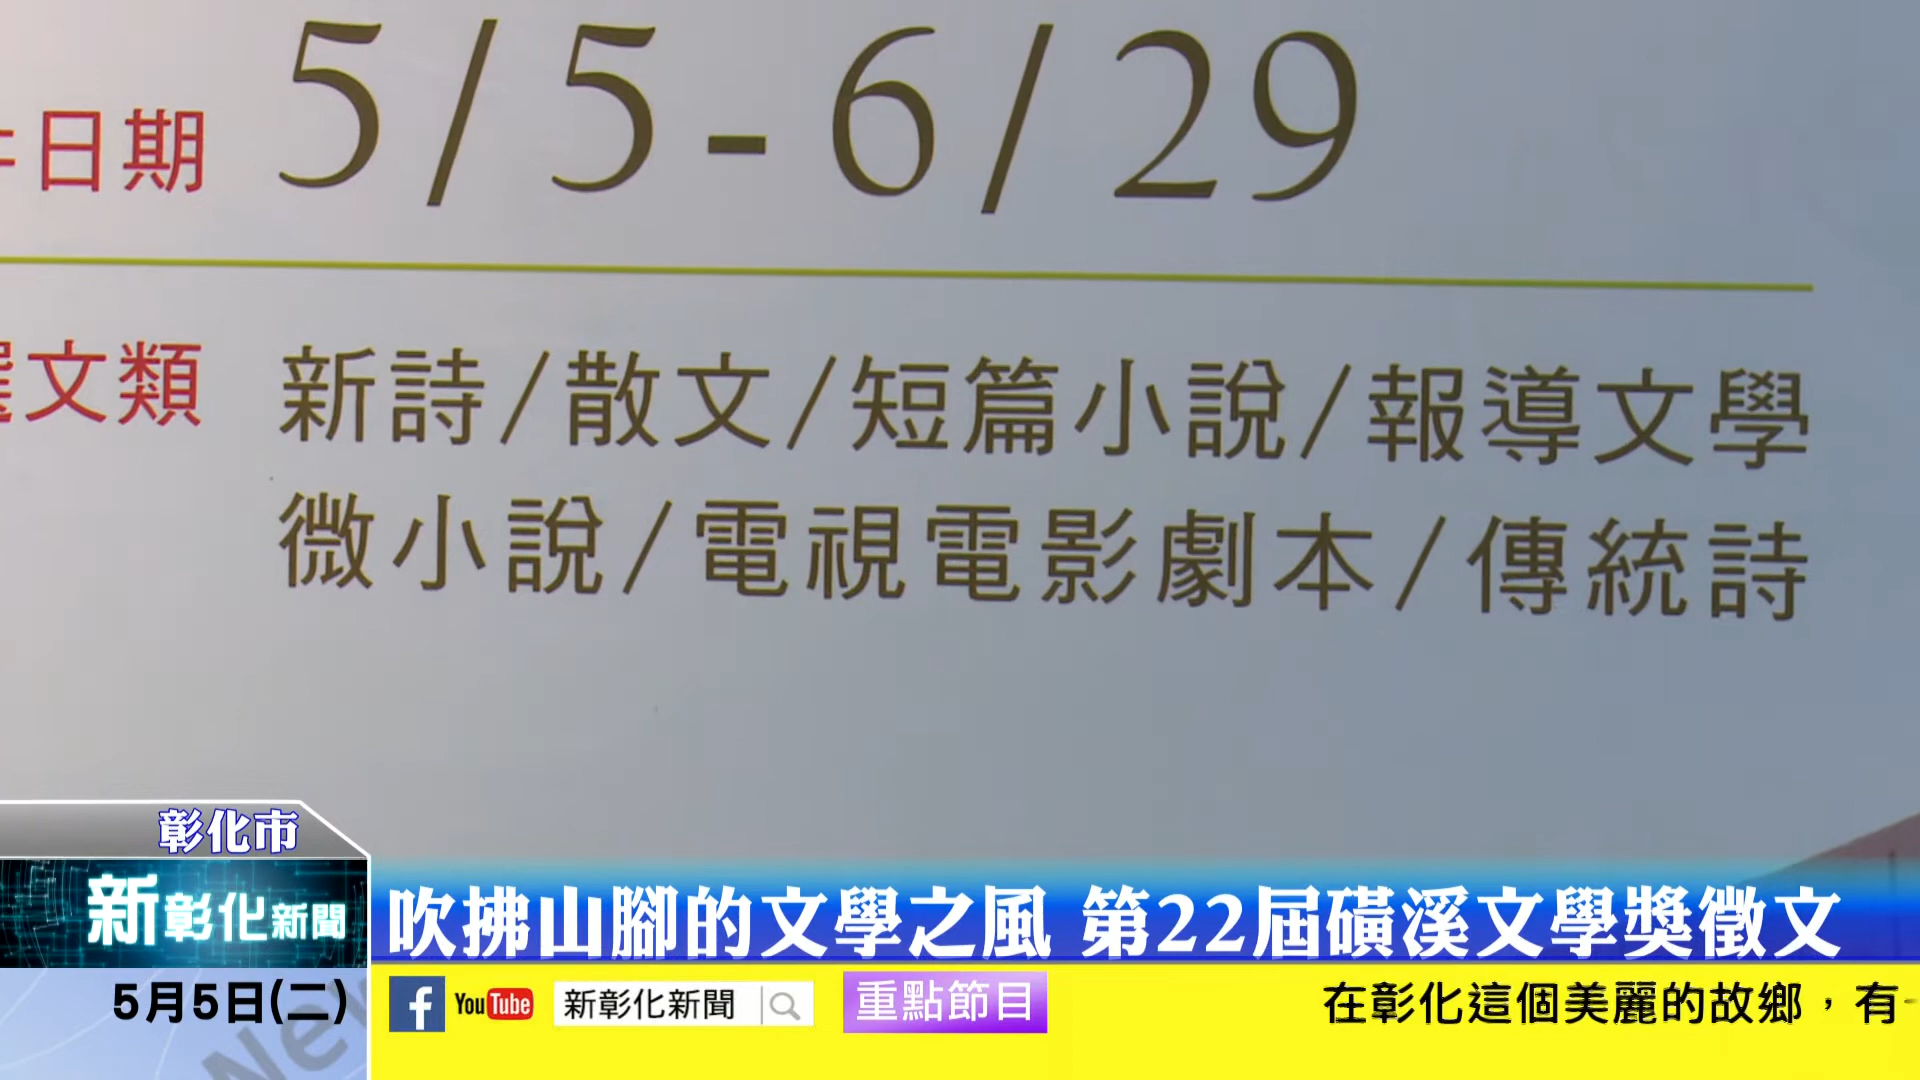 日期 5/5-6/29
文類 新詩/散文/短篇小說/報導文學
微小說/電視電影劇本/傳統詩
彰化市
新彰化新聞
吹拂山腳的文學之風 第22屆磺溪文學獎徵文
5月5日(二)
f YouTube 新彰化新聞 重點節目 在彰化這個美麗的故鄉，有
New